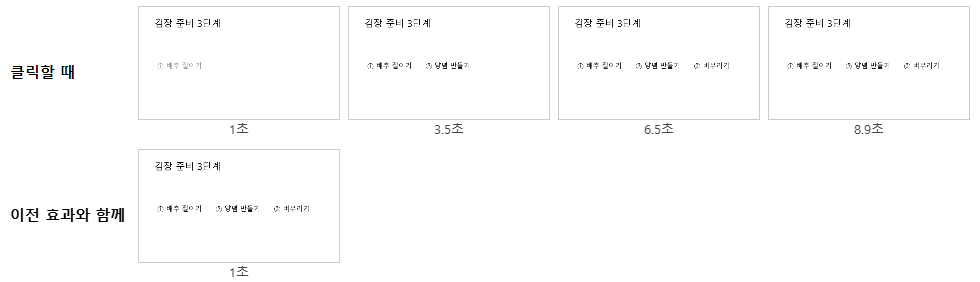 클릭할 때
김장 준비 3단계
① 배추 절이기
1초
김장 준비 3단계
① 배추 절이기 ② 양념 만들기
3.5초
김장 준비 3단계
① 배추 절이기 ② 양념 만들기 ③ 버무리기
6.5초
김장 준비 3단계
① 배추 절이기 ② 양념 만들기 ③ 버무리기
8.9초
이전 효과와 함께
김장 준비 3단계
① 배추 절이기 ② 양념 만들기 ③ 버무리기
1초